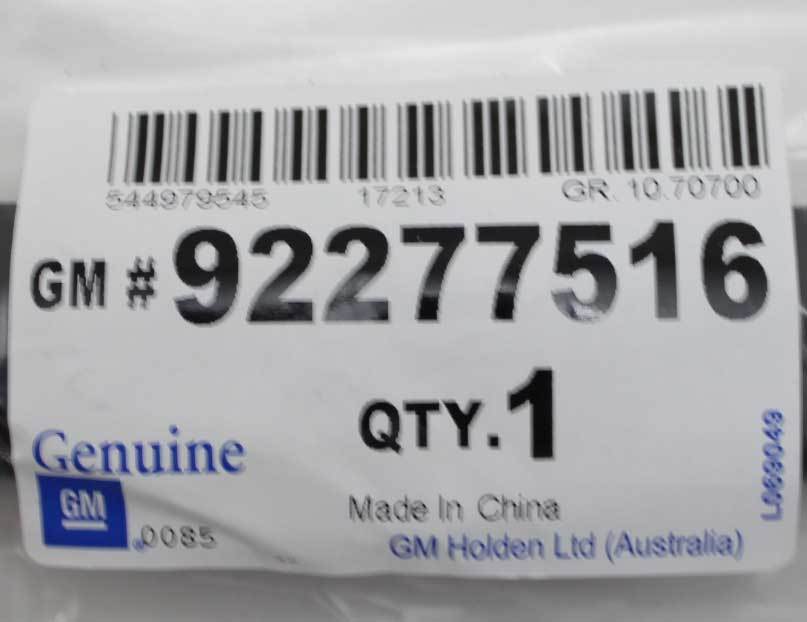 544979545 17213 GR. 10.70700
GM # 92277516
QTY. 1
Genuine
GM
.0085
Made In China
GM Holden Ltd (Australia)
L069049